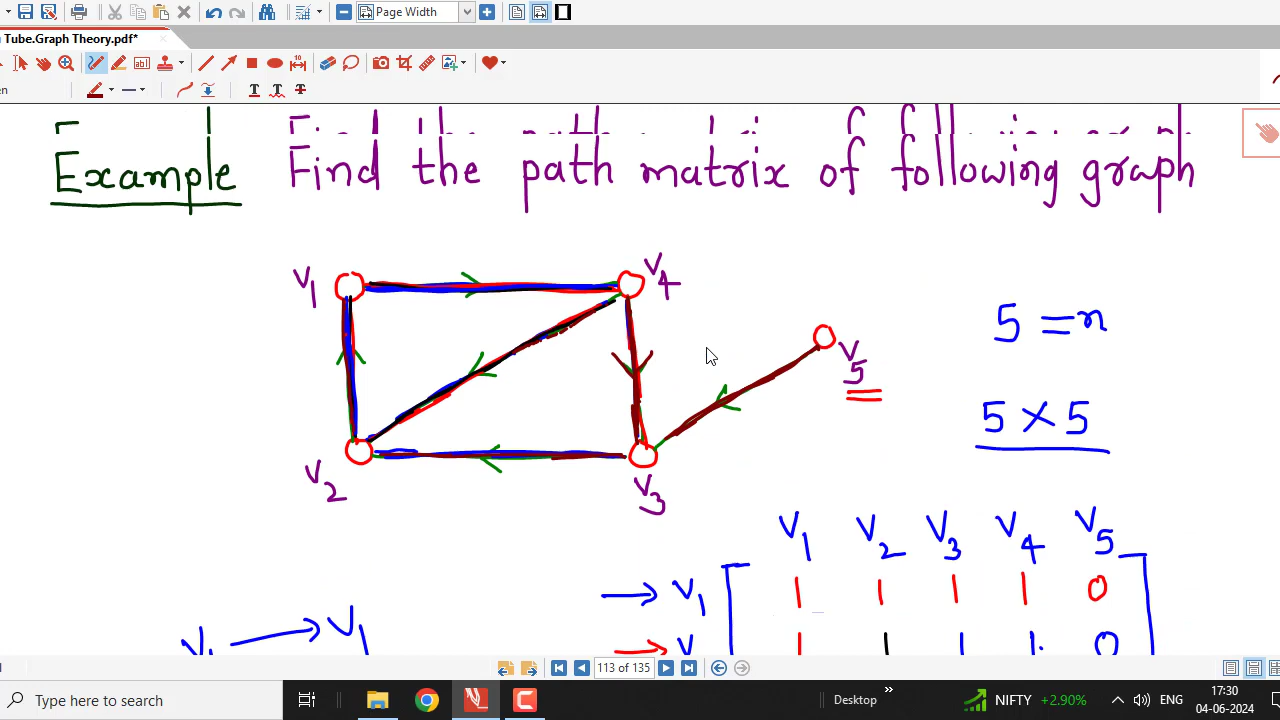 Page Width
Tube.Graph Theory.pdf*
Example Find the path matrix of following graph
V1
V4
5 = n
V5
5 × 5
V2
V3
V1 V2 V3 V4 V5
→ V1 1 1 1 1 0
V1 → V1
→ V 1 1 1 1 0
113 of 135
Type here to search
Desktop
»
NIFTY +2.90%
ENG
17:30
04-06-2024